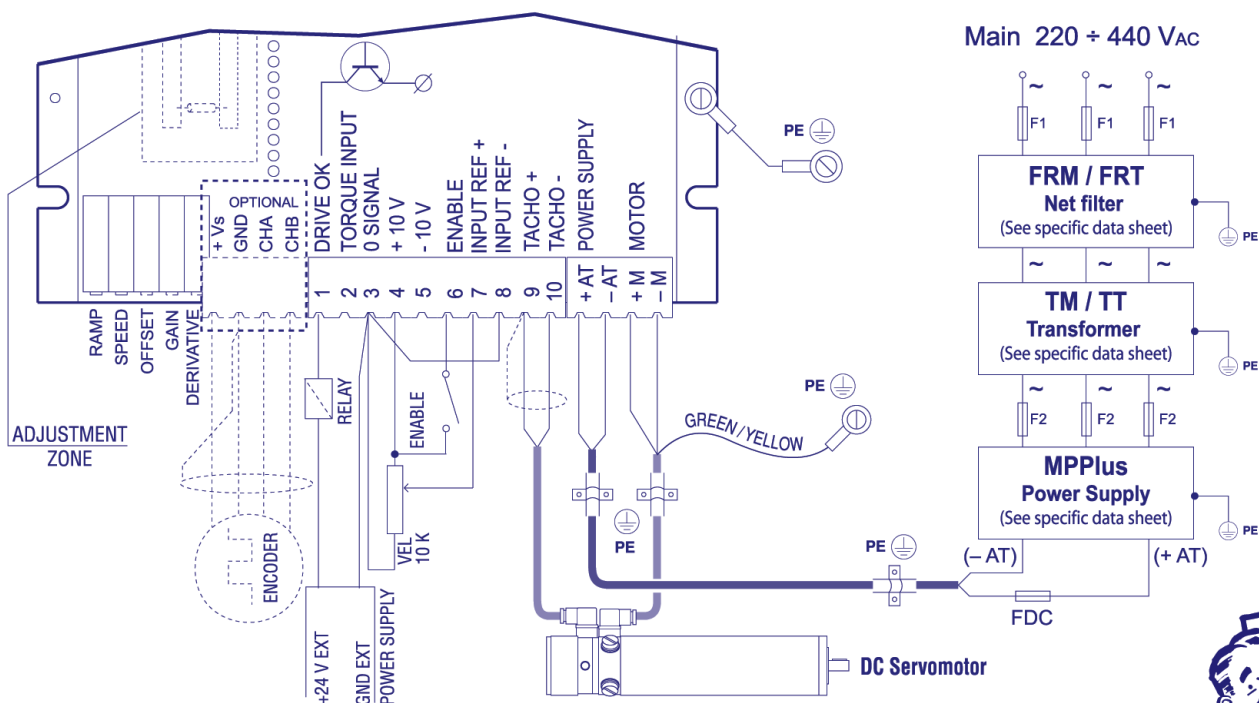 Main 220 ÷ 440 VAC
~ ~ ~
F1 F1 F1
FRM / FRT
Net filter
(See specific data sheet)
PE
~ ~ ~
TM / TT
Transformer
(See specific data sheet)
PE
~ ~ ~
F2 F2 F2
MPPlus
Power Supply
(See specific data sheet)
PE
(– AT) (+ AT)
FDC
PE
OPTIONAL
+ Vs
GND
CHA
CHB
DRIVE OK
TORQUE INPUT
0 SIGNAL
+ 10 V
- 10 V
ENABLE
INPUT REF +
INPUT REF -
TACHO +
TACHO -
POWER SUPPLY
MOTOR
1
2
3
4
5
6
7
8
9
10
+ AT
– AT
+ M
– M
RAMP
SPEED
OFFSET
GAIN
DERIVATIVE
ADJUSTMENT
ZONE
RELAY
ENABLE
VEL
10 K
ENCODER
+24 V EXT
GND EXT
POWER SUPPLY
PE
GREEN/YELLOW
PE
PE
DC Servomotor